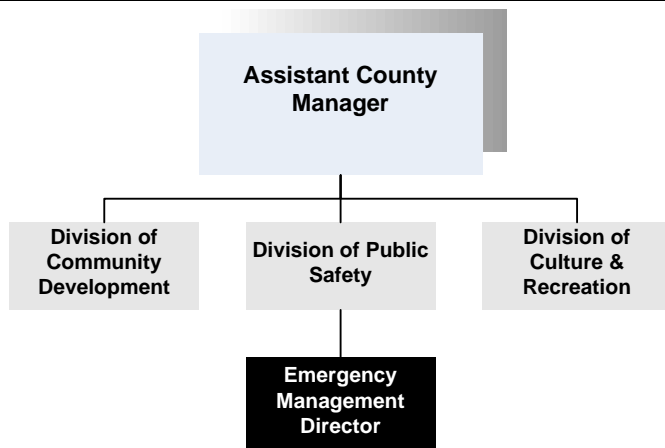 Assistant County
Manager
Division of
Community
Development
Division of Public
Safety
Division of
Culture &
Recreation
Emergency
Management
Director